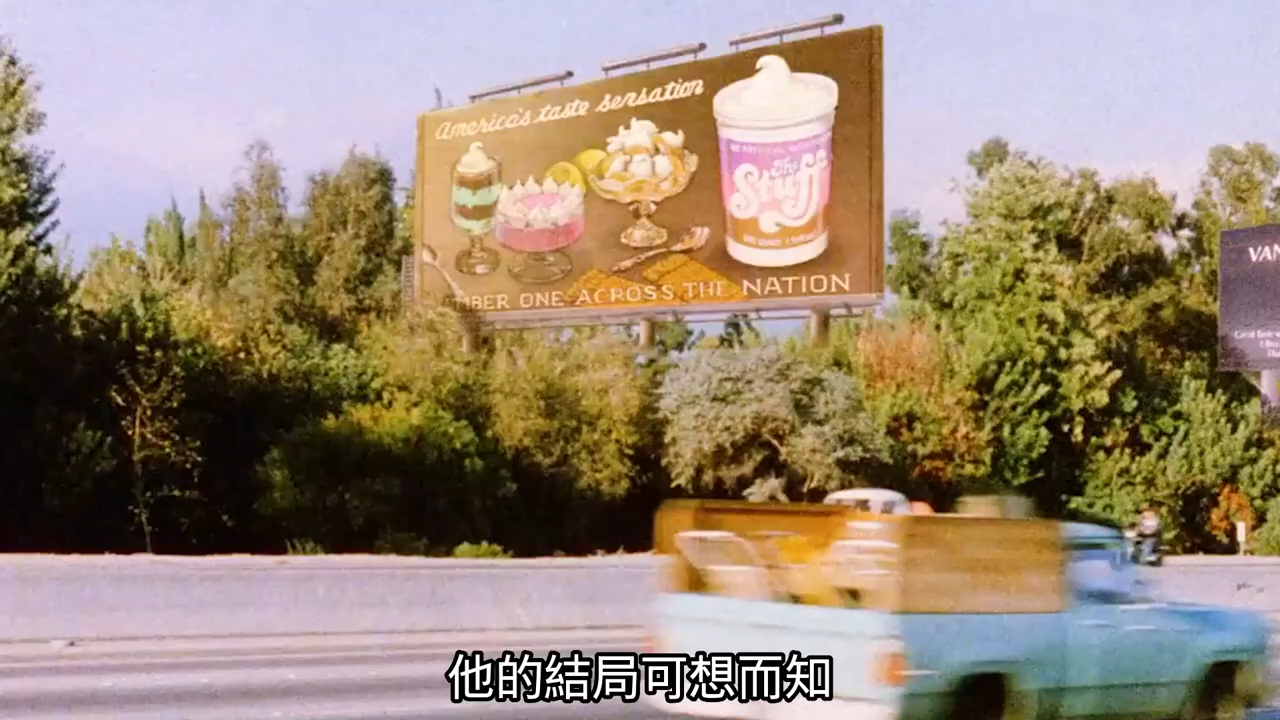 America's taste sensation
The
Stuff
NUMBER ONE ACROSS THE NATION
VAN
他的結局可想而知